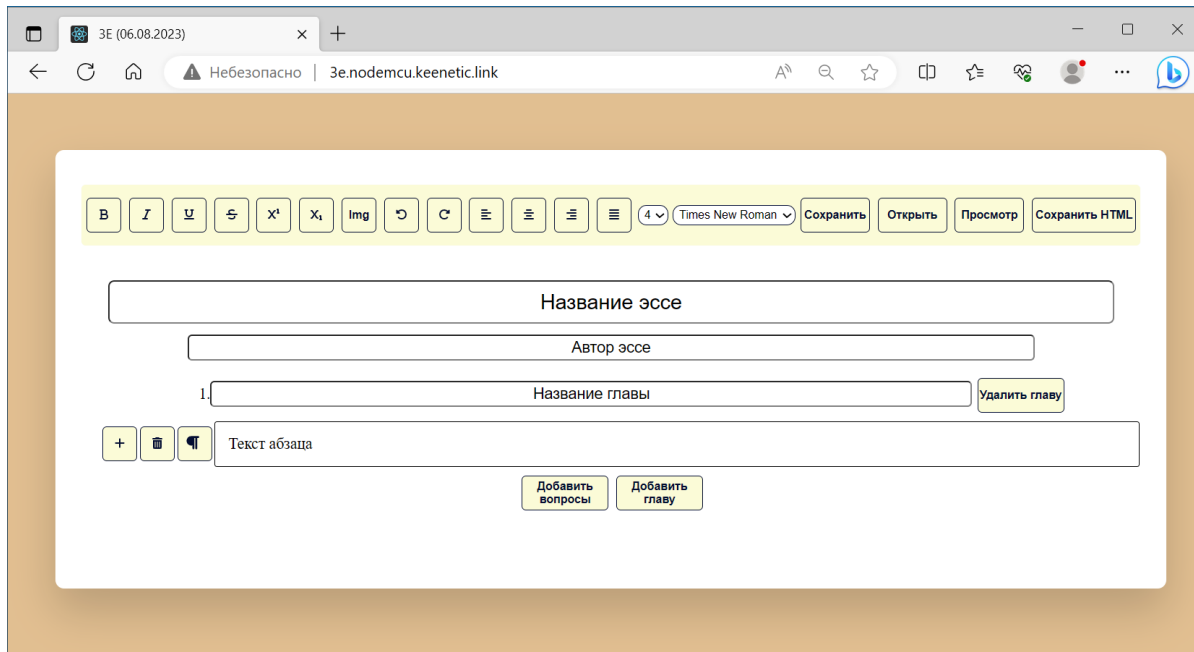 3E (06.08.2023)
Небезопасно | 3e.nodemcu.keenetic.link
B I U S X¹ X₁ Img 4 Times New Roman Сохранить Открыть Просмотр Сохранить HTML
Название эссе
Автор эссе
1. Название главы Удалить главу
+ ¶ Текст абзаца
Добавить вопросы
Добавить главу